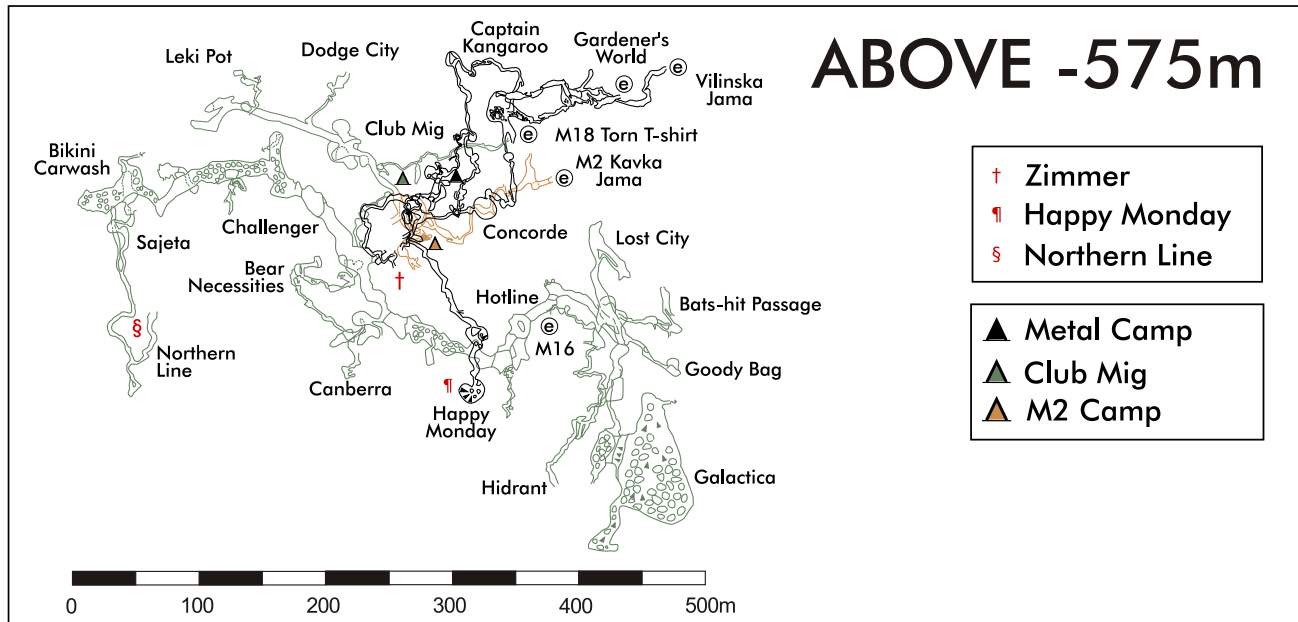 ABOVE -575m
Captain
Kangaroo
Gardener's
World
Dodge City
Leki Pot
e
e
Vilinska
Jama
Club Mig
e
M18 Torn T-shirt
Bikini
Carwash
M2 Kavka
e
Jama
† Zimmer
¶ Happy Monday
§ Northern Line
Challenger
Concorde
Sajeta
Lost City
Bear
Necessities
†
Hotline
Bats-hit Passage
§
e
M16
Northern
Line
Canberra
Goody Bag
¶
Happy
Monday
Metal Camp
Club Mig
M2 Camp
Hidrant
Galactica
0 100 200 300 400 500m